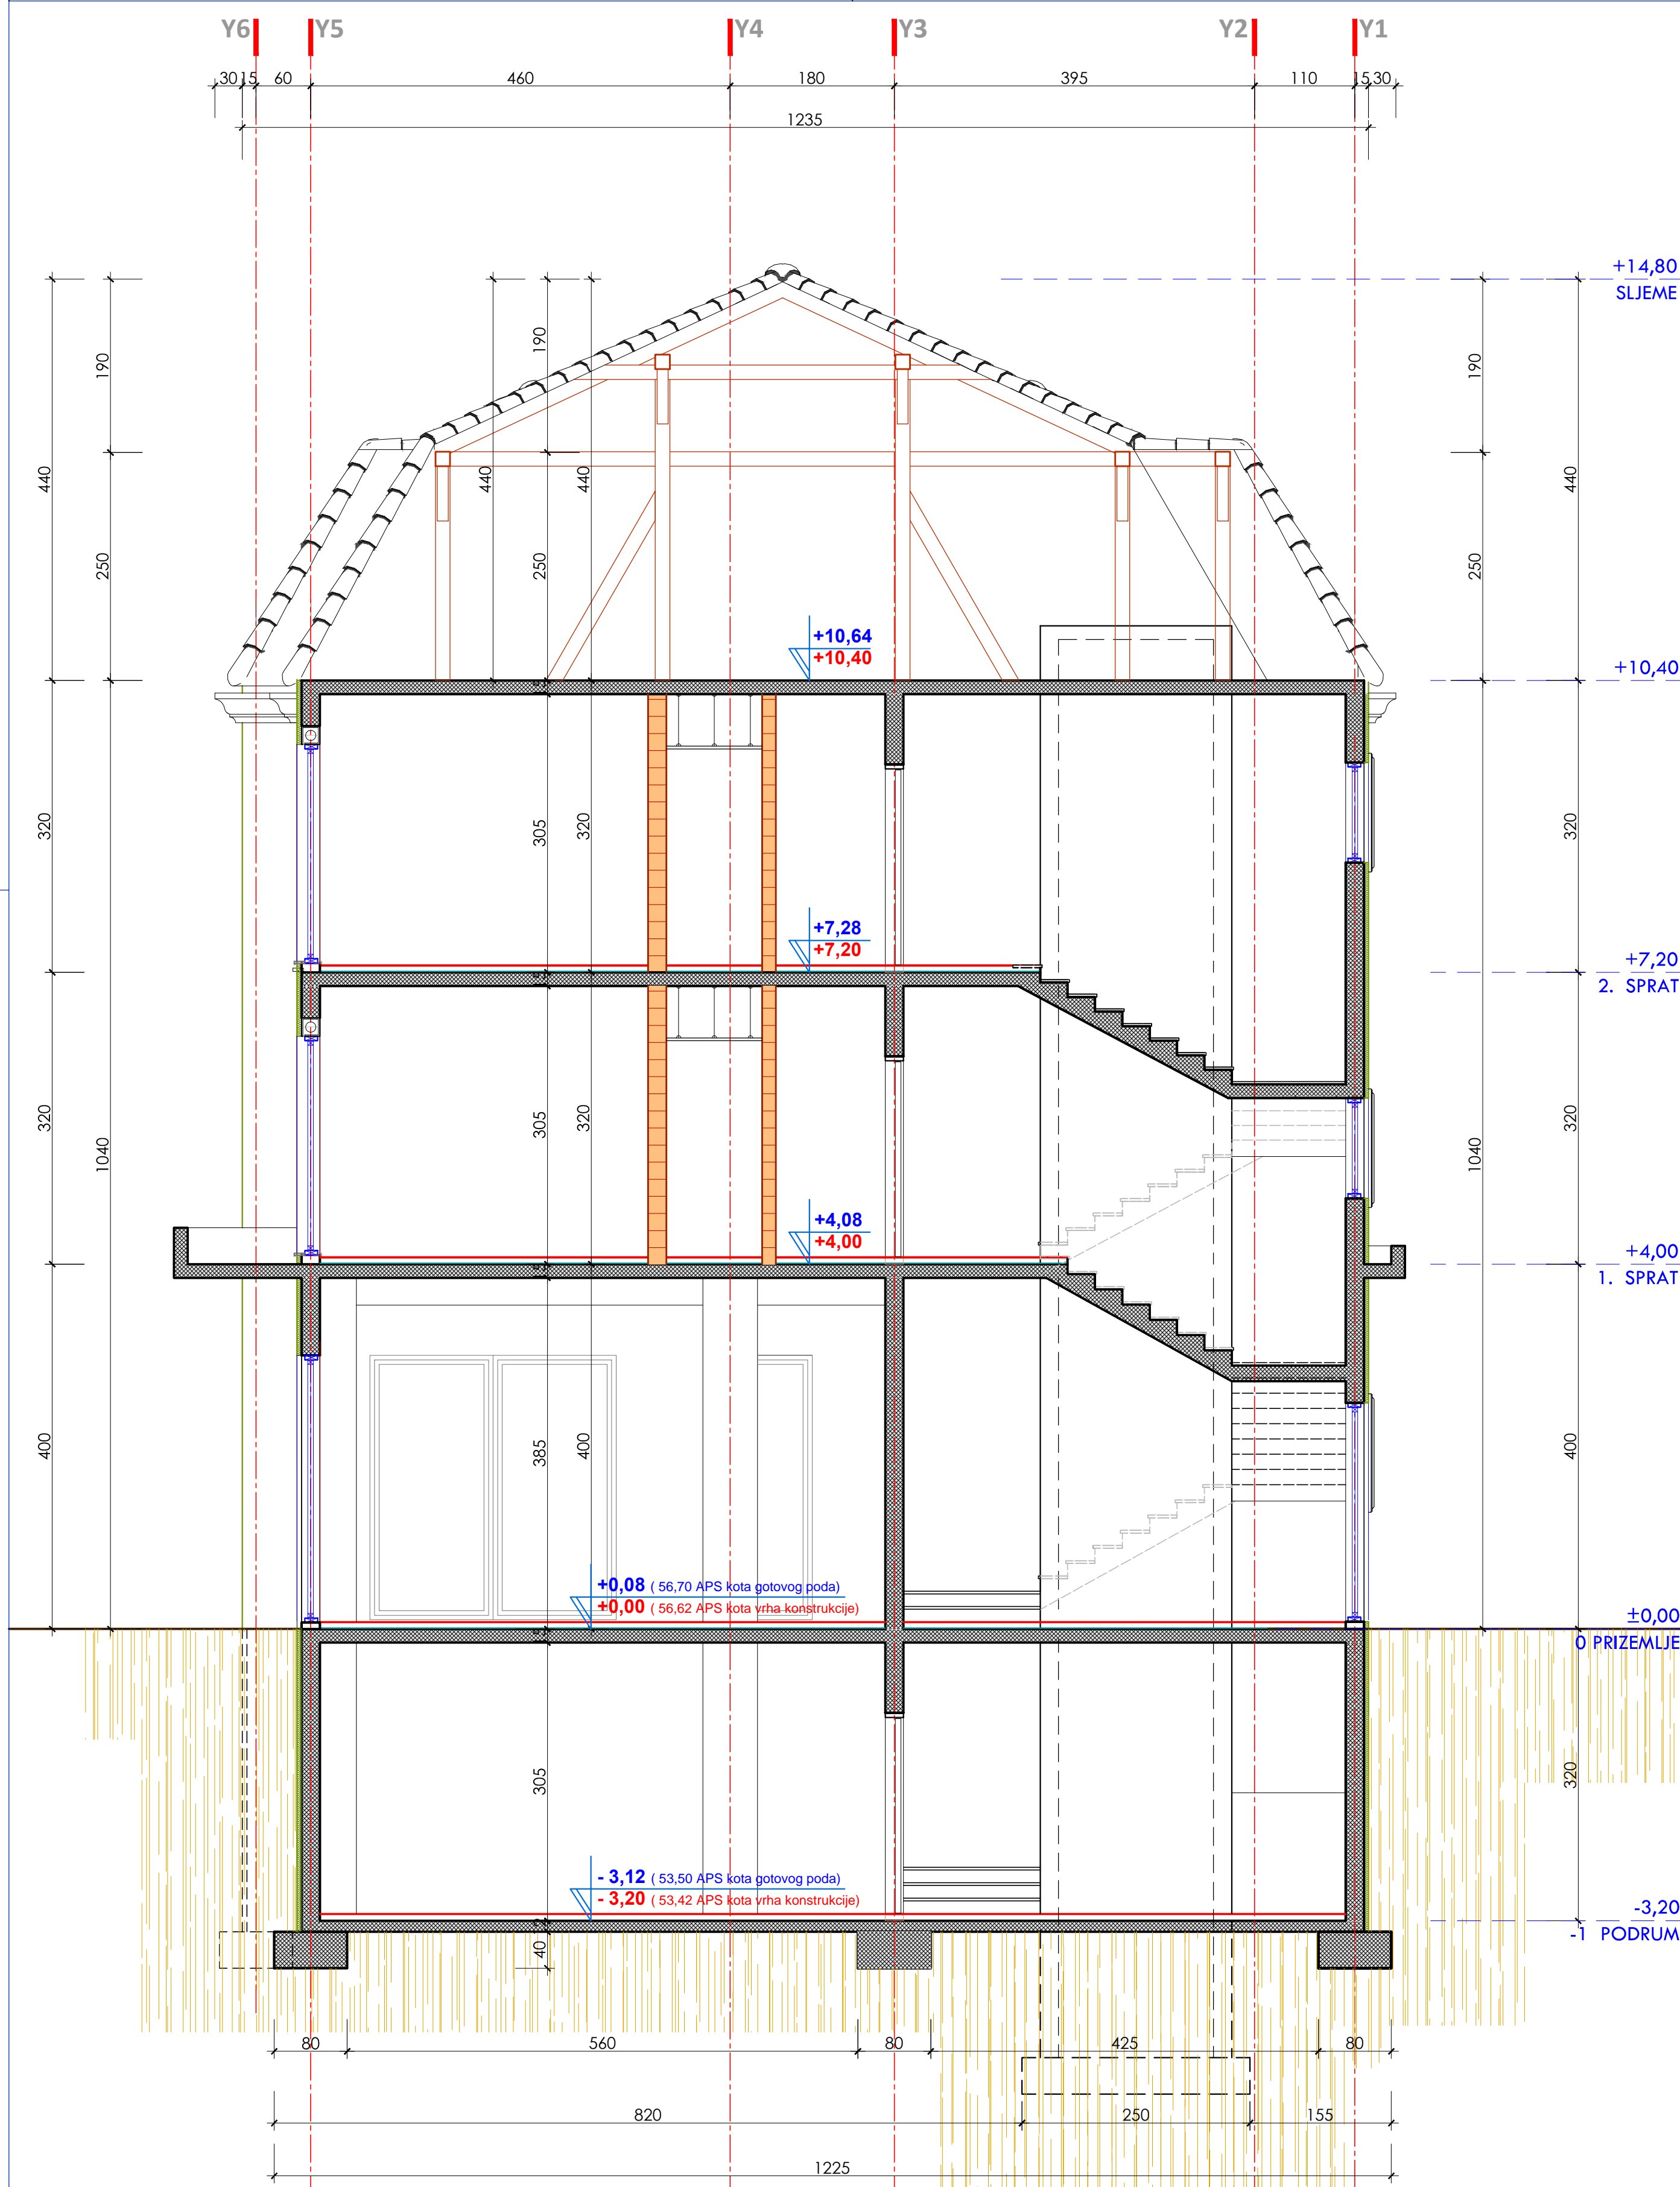 Y6 Y5 Y4 Y3 Y2 Y1
30 15 60 460 180 395 110 15 30
1235
+14,80
SLJEME
190 190 190
440 250 440 250 440 250 440
+10,64
+10,40
+10,40
15
320 305 320 320
+7,28
+7,20
+7,20
2. SPRAT
15
320 1040 305 320 1040 320
+4,08
+4,00
+4,00
1. SPRAT
15
400 385 400 400
+0,08 ( 56,70 APS kota gotovog poda)
+0,00 ( 56,62 APS kota vrha konstrukcije)
±0,00
0 PRIZEMLJE
15
305 320
- 3,12 ( 53,50 APS kota gotovog poda)
- 3,20 ( 53,42 APS kota vrha konstrukcije)
-3,20
-1 PODRUM
12
40
80 560 80 425 80
820 250 155
1225